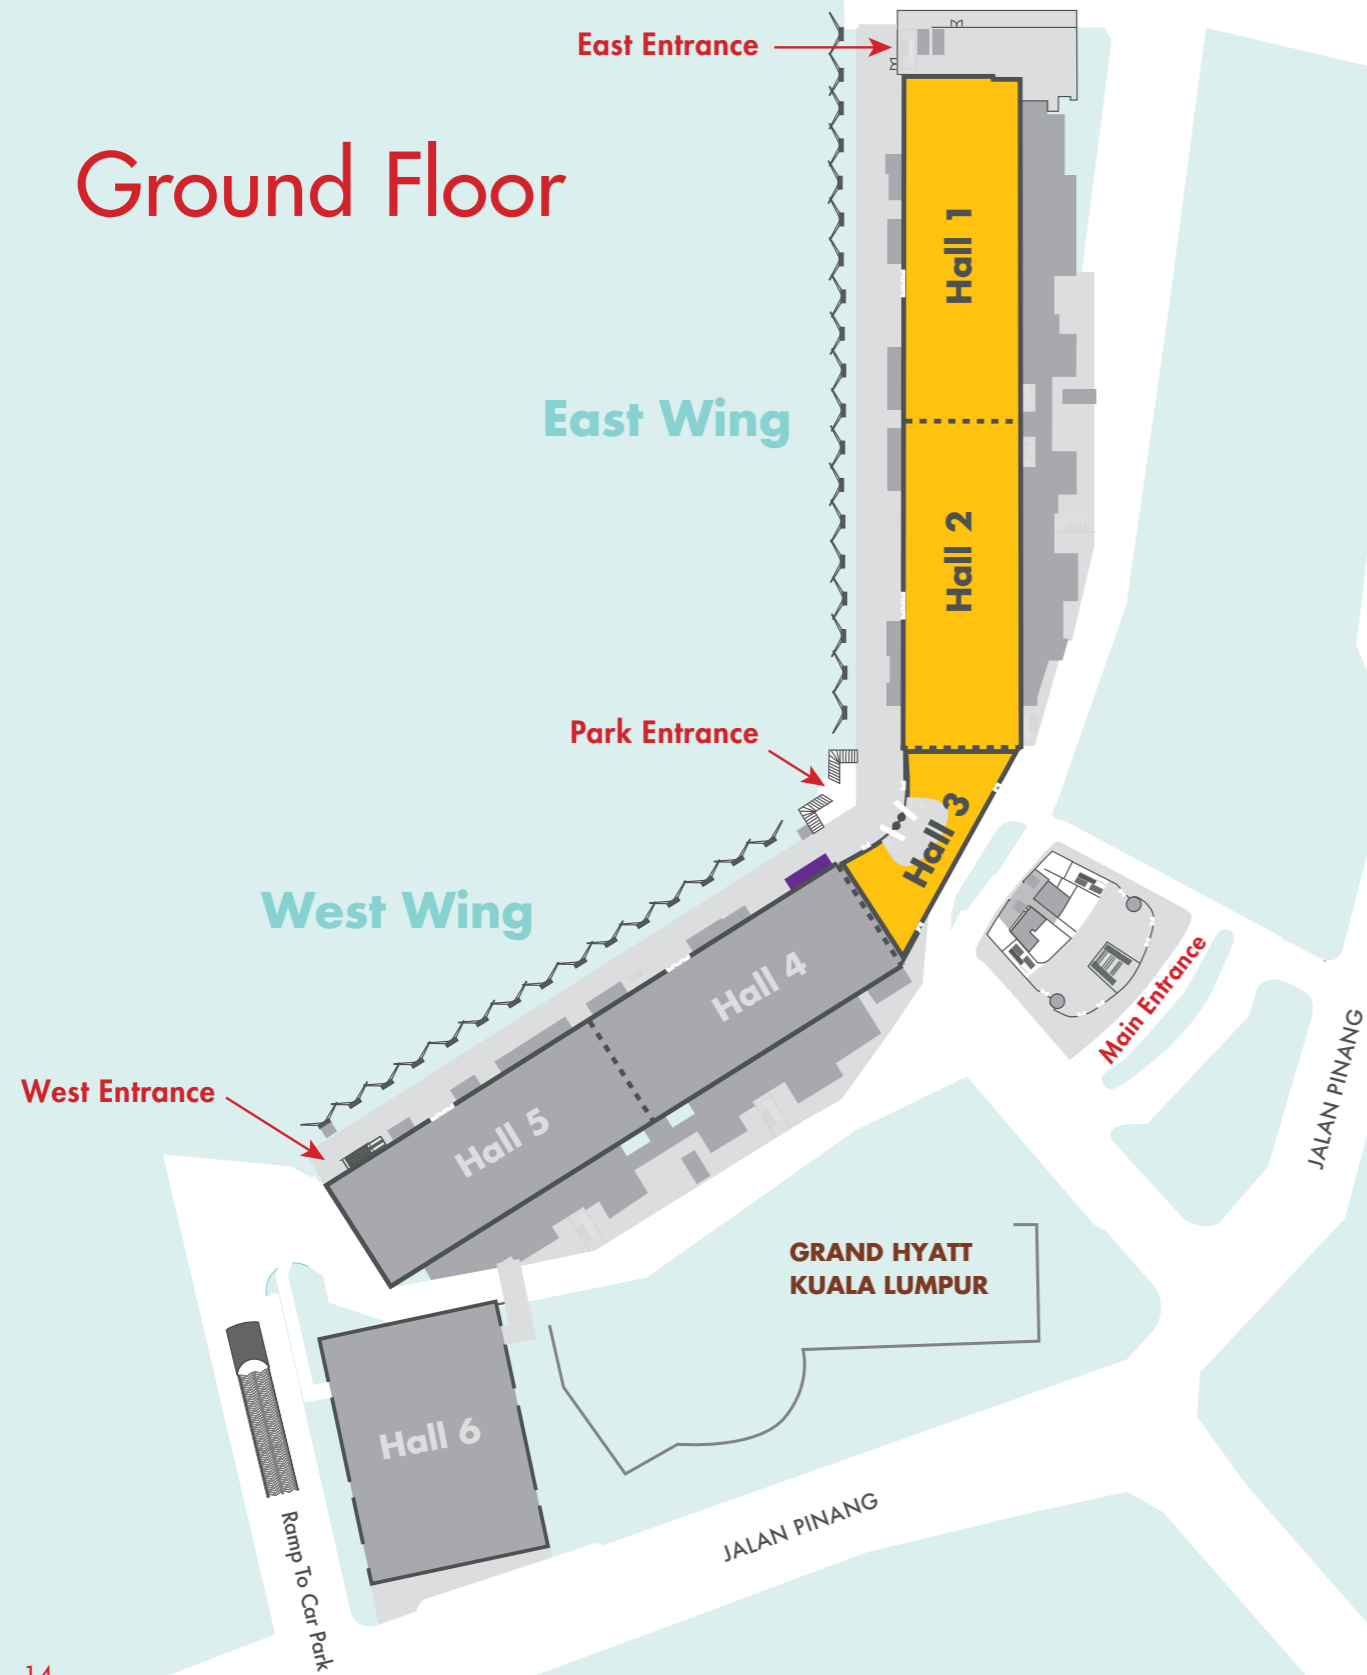 East Entrance
Ground Floor
Hall 1
East Wing
Hall 2
Park Entrance
Hall 3
West Wing
Main Entrance
Hall 4
JALAN PINANG
West Entrance
Hall 5
GRAND HYATT
KUALA LUMPUR
Hall 6
JALAN PINANG
Ramp To Car Park
14